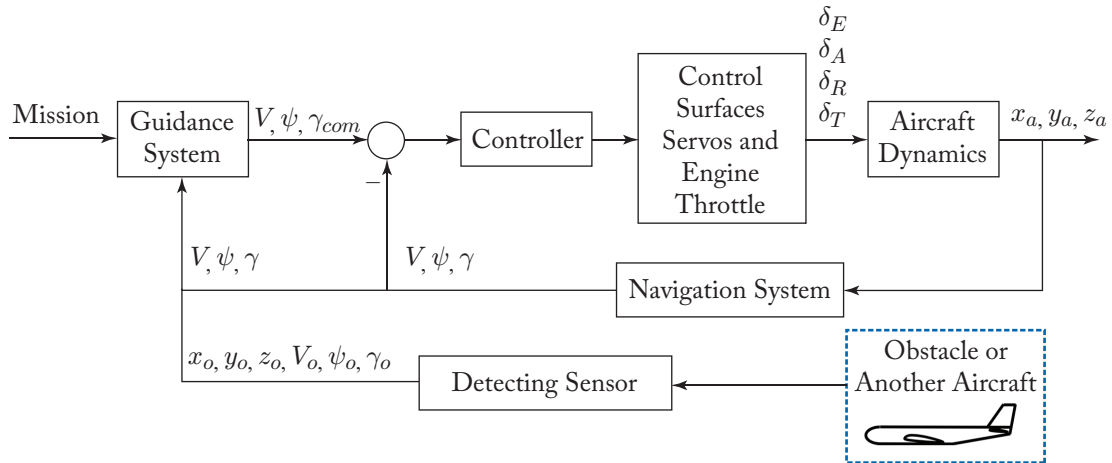 Mission
Guidance
System
V, ψ, γ_com
−
Controller
Control
Surfaces
Servos and
Engine
Throttle
δ_E
δ_A
δ_R
δ_T
Aircraft
Dynamics
x_a, y_a, z_a
V, ψ, γ
V, ψ, γ
Navigation System
x_o, y_o, z_o, V_o, ψ_o, γ_o
Detecting Sensor
Obstacle or
Another Aircraft